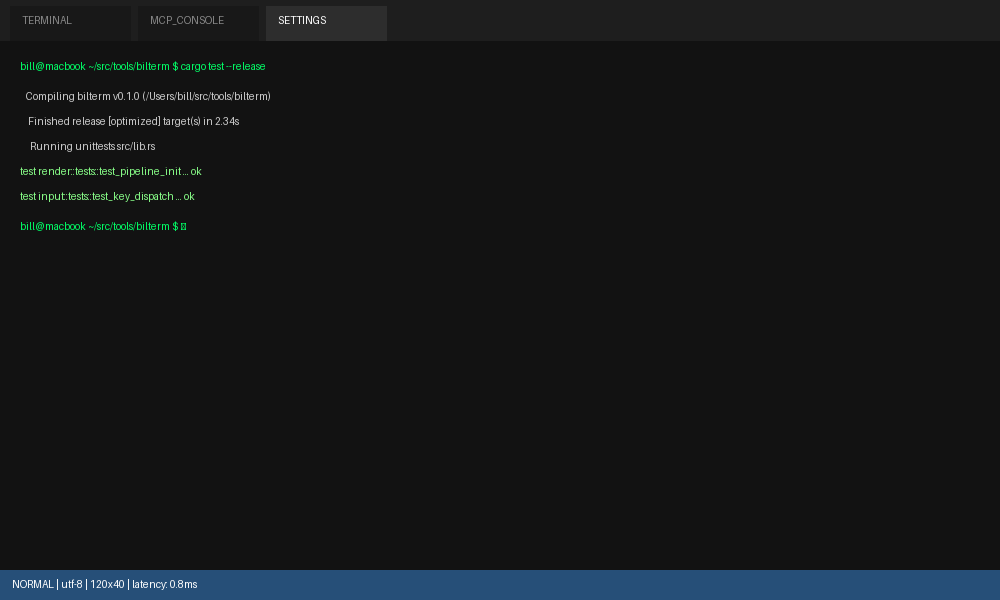 TERMINAL MCP_CONSOLE SETTINGS
bill@macbook ~/src/tools/bilterm $ cargo test --release
Compiling bilterm v0.1.0 (/Users/bill/src/tools/bilterm)
Finished release [optimized] target(s) in 2.34s
Running unittests src/lib.rs
test render::tests::test_pipeline_init ... ok
test input::tests::test_key_dispatch ... ok
bill@macbook ~/src/tools/bilterm $
NORMAL | utf-8 | 120x40 | latency: 0.8ms